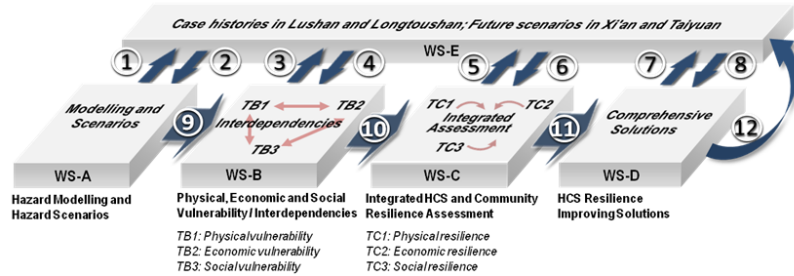 Case histories in Lushan and Longtoushan; Future scenarios in Xi'an and Taiyuan
WS-E
1 2 3 4 5 6 7 8
Modelling and
Scenarios
9
TB1 TB2
Interdependencies
TB3
10
TC1 TC2
Integrated
Assessment
TC3
11
Comprehensive
Solutions
12
WS-A WS-B WS-C WS-D
Hazard Modelling and
Hazard Scenarios
Physical, Economic and Social
Vulnerability/Interdependencies
TB1: Physical vulnerability
TB2: Economic vulnerability
TB3: Social vulnerability
Integrated HCS and Community
Resilience Assessment
TC1: Physical resilience
TC2: Economic resilience
TC3: Social resilience
HCS Resilience
Improving Solutions